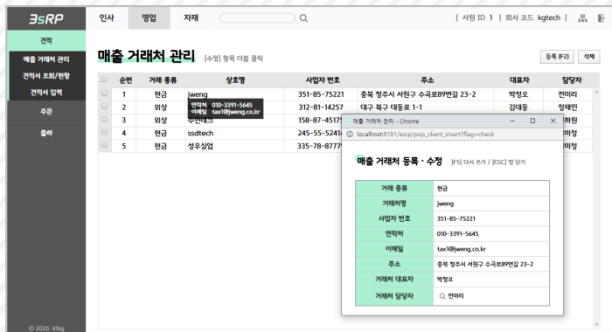 3sRP
인사 영업 자재
| 사원 ID 1 | 회사 코드 kgtech |
견적
매출 거래처 관리
견적서 조회/현황
견적서 입력
주문
출하
© 2020. 49kg
매출 거래처 관리 [수정] 항목 더블 클릭
등록 (F2) 삭제
순번 거래 종류 상호명 사업자 번호 주소 대표자 담당자
1 현금 jweng 351-85-75221 충북 청주시 서원구 수곡로89번길 23-2 박정오 천미리
2 외상 312-81-14257 대구 북구 대동로 1-1 김대동 정재민
연락처 010-3391-5645
이메일 tax1@jweng.co.kr
3 외상 158-87-4517 하원
4 현금 ssdtech 245-55-5241 미정
5 현금 성우실업 335-78-8777 미정
매출 거래처 관리 - Chrome
localhost:8181/exrp/pop_client_insert?flag=check
매출 거래처 등록 · 수정 [F5] 다시 쓰기 / [ESC] 창 닫기
거래 종류 현금
거래처명 jweng
사업자 번호 351-85-75221
연락처 010-3391-5645
이메일 tax1@jweng.co.kr
주소 충북 청주시 서원구 수곡로89번길 23-2
거래처 대표자 박정오
거래처 담당자 천미리